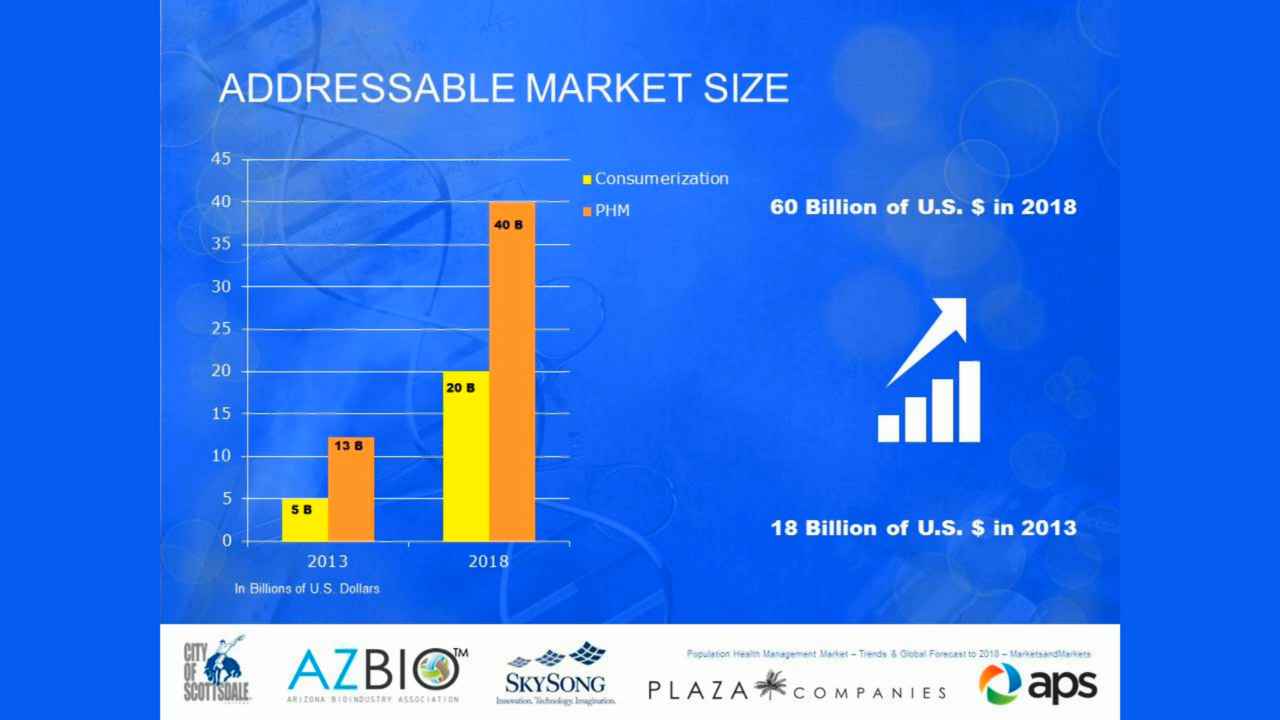 ADDRESSABLE MARKET SIZE
45
40
35
30
25
20
15
10
5
0
5 B
13 B
20 B
40 B
2013
2018
In Billions of U.S. Dollars
Consumerization
PHM
60 Billion of U.S. $ in 2018
18 Billion of U.S. $ in 2013
CITY
OF
SCOTTSDALE
AZBIO™
ARIZONA BIOINDUSTRY ASSOCIATION
SKYSONG
Innovation. Technology. Imagination.
Population Health Management Market – Trends & Global Forecast to 2018 – MarketsandMarkets
PLAZA COMPANIES
aps